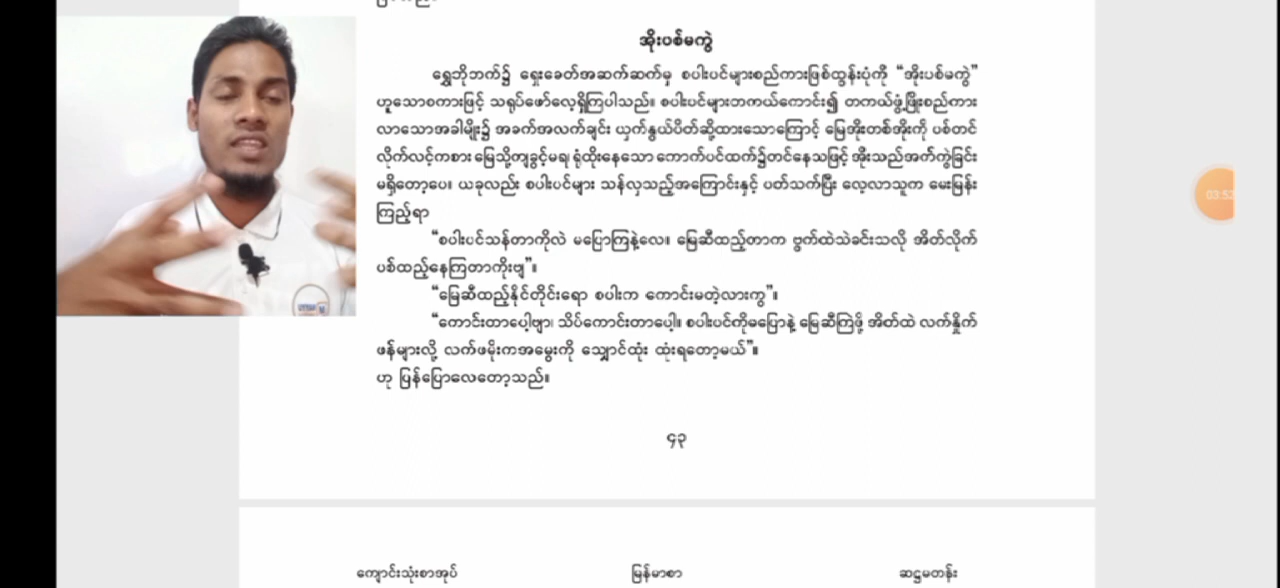 အိုးပစ်မကွဲ
ရွှေဘိုဘက်၌ ရှေးခေတ်အဆက်ဆက်မှ စပါးပင်များစည်ကားဖြစ်ထွန်းပုံကို “အိုးပစ်မကွဲ”
ဟူသောစကားဖြင့် သရုပ်ဖော်လေ့ရှိကြပါသည်။ စပါးပင်များဘကယ်ကောင်း၍ တကယ်ဖွံ့ဖြိုးစည်ကား
လာသောအခါမျိုး၌ အခက်အလက်ချင်း ယှက်နွယ်ပိတ်ဆို့ထားသောကြောင့် မြေအိုးတစ်အိုးကို ပစ်တင်
လိုက်လင့်ကစား မြေသို့ကျခွင့်မရ၊ ရုံထိုးနေသော ကောက်ပင်ထက်၌တင်နေသဖြင့် အိုးသည်အက်ကွဲခြင်း
မရှိတော့ပေ။ ယခုလည်း စပါးပင်များ သန်လှသည့်အကြောင်းနှင့် ပတ်သက်ပြီး လေ့လာသူက မေးမြန်း
ကြည့်ရာ
“စပါးပင်သန်တာကိုလဲ မပြောကြနဲ့လေ။ မြေဆီထည့်တာက ဗွက်ထဲသဲခင်းသလို အိတ်လိုက်
ပစ်ထည့်နေကြတာကိုးဗျ”။
“မြေဆီထည့်နိုင်တိုင်းရော စပါးက ကောင်းမတဲ့လားကွ”။
“ကောင်းတာပေါ့ဗျာ၊ သိပ်ကောင်းတာပေါ့။ စပါးပင်ကိုမပြောနဲ့ မြေဆီကြဲဖို့ အိတ်ထဲ လက်နှိုက်
ဖန်များလို့ လက်ဖမိုးကအမွေးကို သျှောင်ထုံး ထုံးရတော့မယ်”။
ဟု ပြန်ပြောလေတော့သည်။
၄၃
ကျောင်းသုံးစာအုပ်
မြန်မာစာ
ဆဋ္ဌမတန်း
03:53